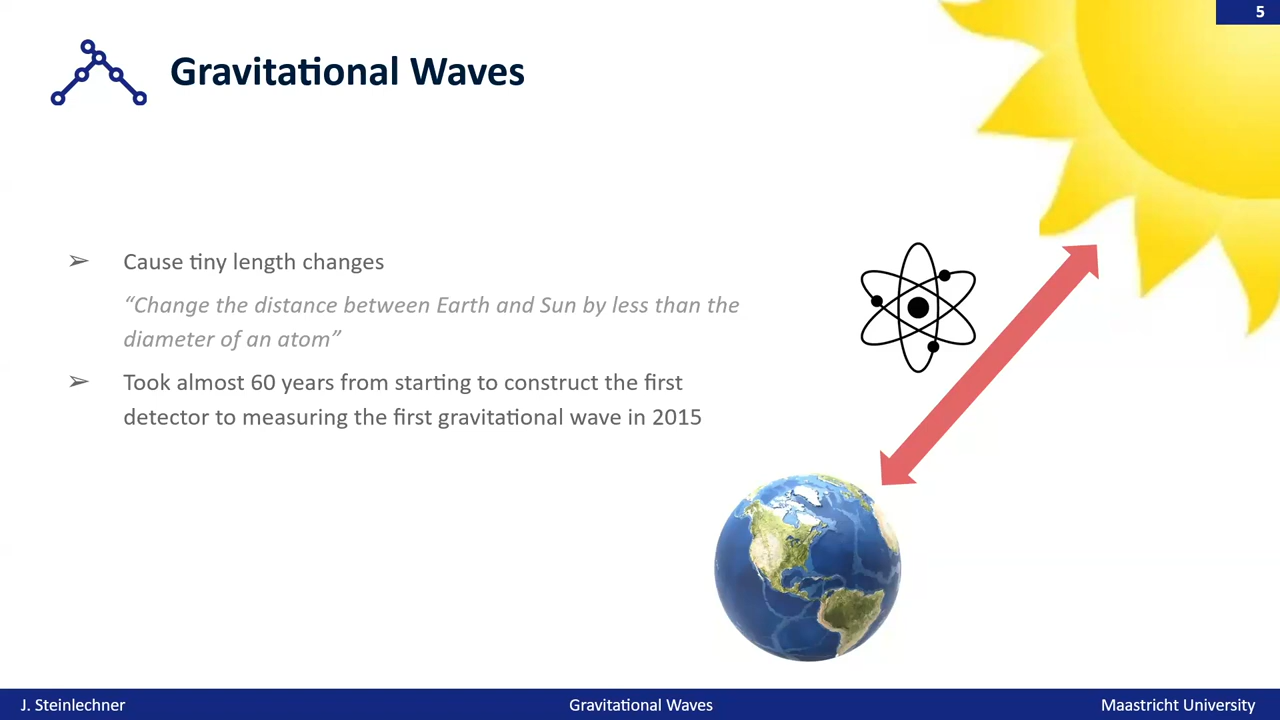 5
Gravitational Waves
➢ Cause tiny length changes
“Change the distance between Earth and Sun by less than the
diameter of an atom”
➢ Took almost 60 years from starting to construct the first
detector to measuring the first gravitational wave in 2015
J. Steinlechner
Gravitational Waves
Maastricht University